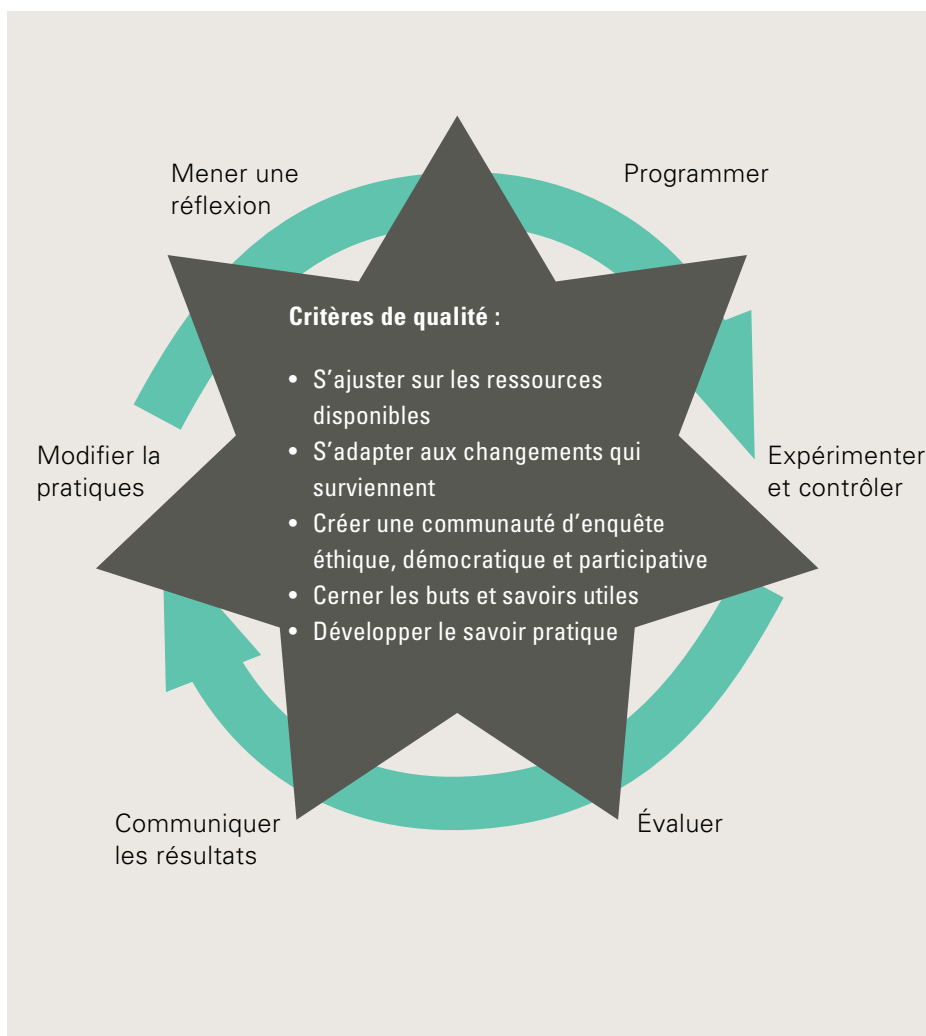 Mener une
réflexion
Programmer
Critères de qualité :
• S’ajuster sur les ressources
disponibles
• S’adapter aux changements qui
surviennent
• Créer une communauté d’enquête
éthique, démocratique et participative
• Cerner les buts et savoirs utiles
• Développer le savoir pratique
Modifier la
pratiques
Expérimenter
et contrôler
Communiquer
les résultats
Évaluer